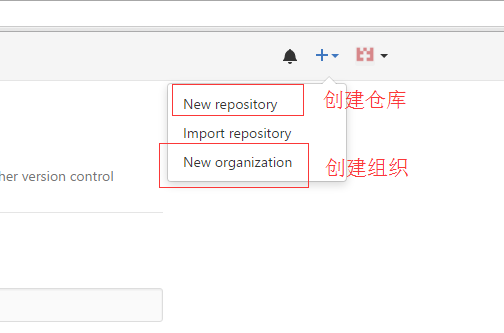 New repository
创建仓库
Import repository
New organization
创建组织
her version control